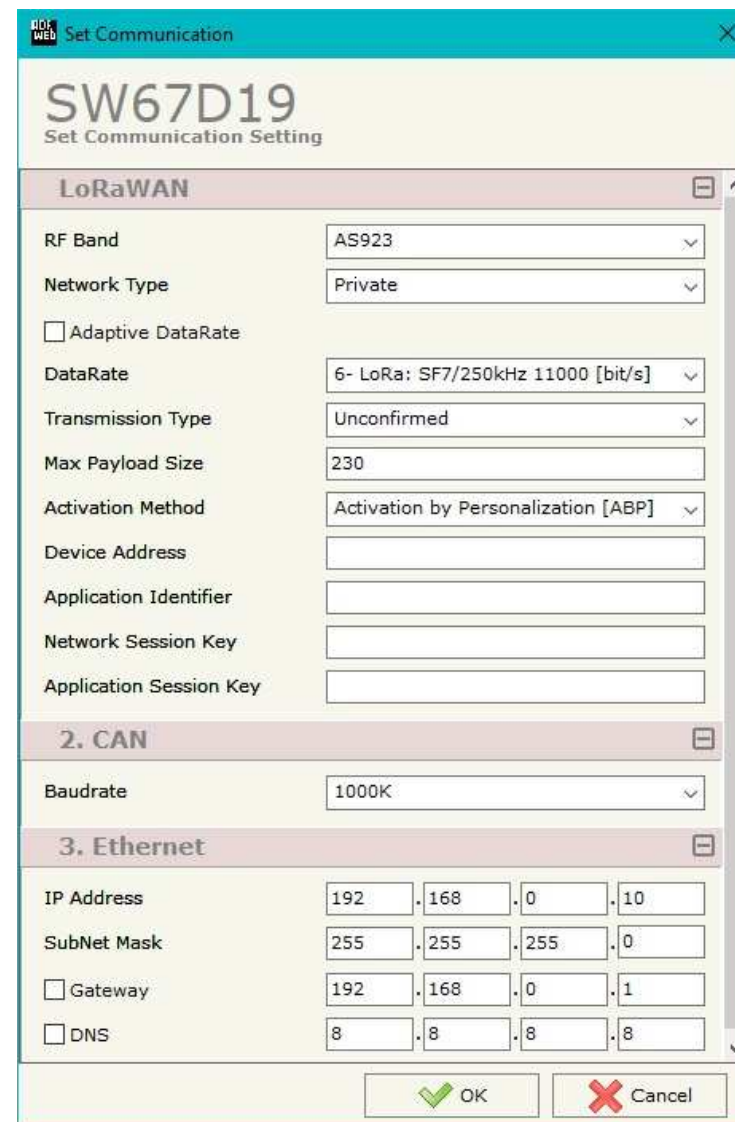 ADF
WEB Set Communication
SW67D19
Set Communication Setting
LoRaWAN
RF Band AS923
Network Type Private
Adaptive DataRate
DataRate 6- LoRa: SF7/250kHz 11000 [bit/s]
Transmission Type Unconfirmed
Max Payload Size 230
Activation Method Activation by Personalization [ABP]
Device Address
Application Identifier
Network Session Key
Application Session Key
2. CAN
Baudrate 1000K
3. Ethernet
IP Address 192 . 168 . 0 . 10
SubNet Mask 255 . 255 . 255 . 0
Gateway 192 . 168 . 0 . 1
DNS 8 . 8 . 8 . 8
OK Cancel